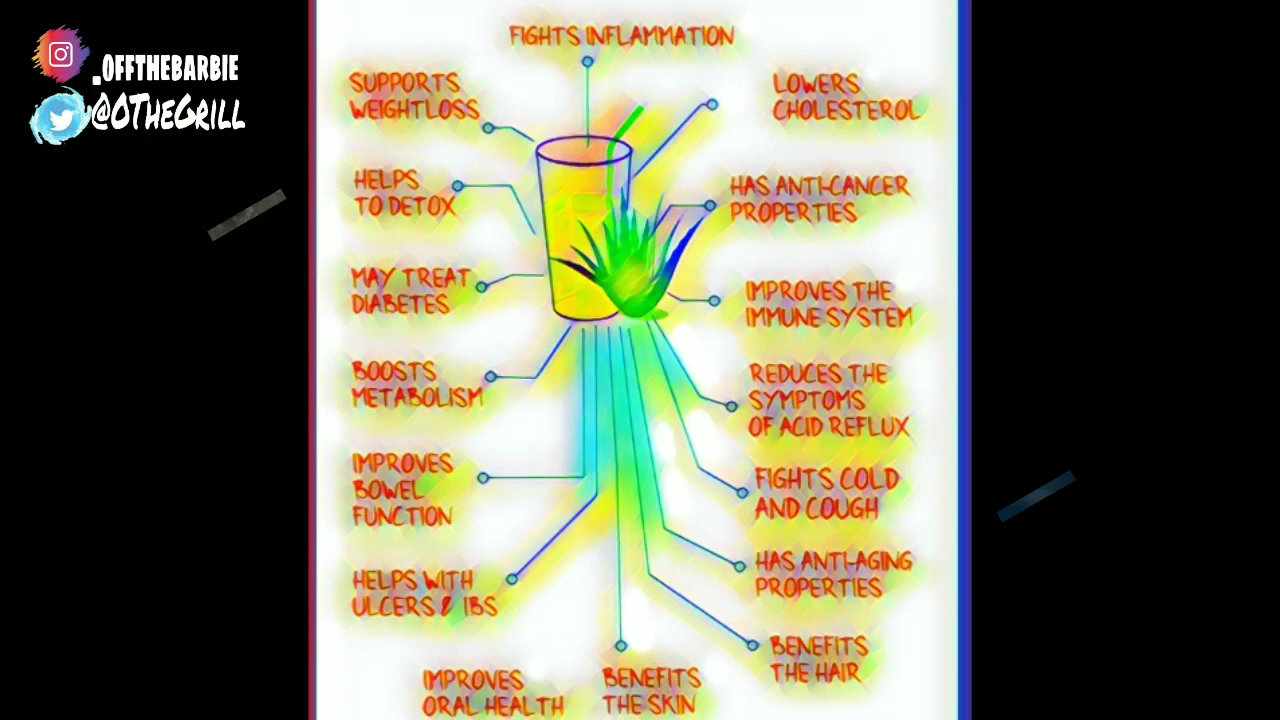 .OFFTHEBARBIE
@OTHEGRILL
FIGHTS INFLAMMATION
SUPPORTS
WEIGHTLOSS
LOWERS
CHOLESTEROL
HELPS
TO DETOX
HAS ANTI-CANCER
PROPERTIES
MAY TREAT
DIABETES
IMPROVES THE
IMMUNE SYSTEM
BOOSTS
METABOLISM
REDUCES THE
SYMPTOMS
OF ACID REFLUX
IMPROVES
BOWEL
FUNCTION
FIGHTS COLD
AND COUGH
HELPS WITH
ULCERS & IBS
HAS ANTI-AGING
PROPERTIES
BENEFITS
THE HAIR
IMPROVES
ORAL HEALTH
BENEFITS
THE SKIN